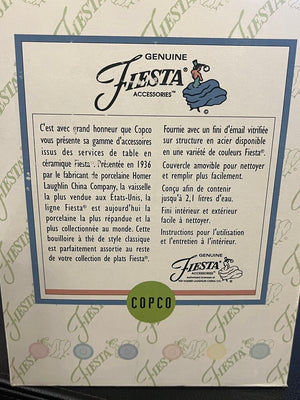 GENUINE
FIESTA®
ACCESSORIES™
C'est avec grand honneur que Copco
vous présente sa gamme d'accessoires
issus des services de table en
céramique Fiesta. Présentée en 1936
par le fabricant de porcelaine Homer
Laughlin China Company, la vaisselle
la plus vendue aux États-Unis, la
ligne Fiesta® est aujourd'hui la
porcelaine la plus répandue et la
plus collectionnée au monde. Cette
bouilloire à thé style classique
est parfaitement assortie au reste
de votre collection de plats Fiesta®.
Fournie avec un fini d'émail vitrifiée
sur structure en acier disponible
en une variété de couleurs Fiesta®.
Couvercle amovible pour nettoyer
et remplir plus facilement.
Conçu afin de contenir
jusqu'à 2,1 litres d'eau.
Fini intérieur et extérieur
facile à nettoyer.
Instructions pour l'utilisation
et l'entretien à l'intérieur.
GENUINE
FIESTA®
ACCESSORIES™
COPCO